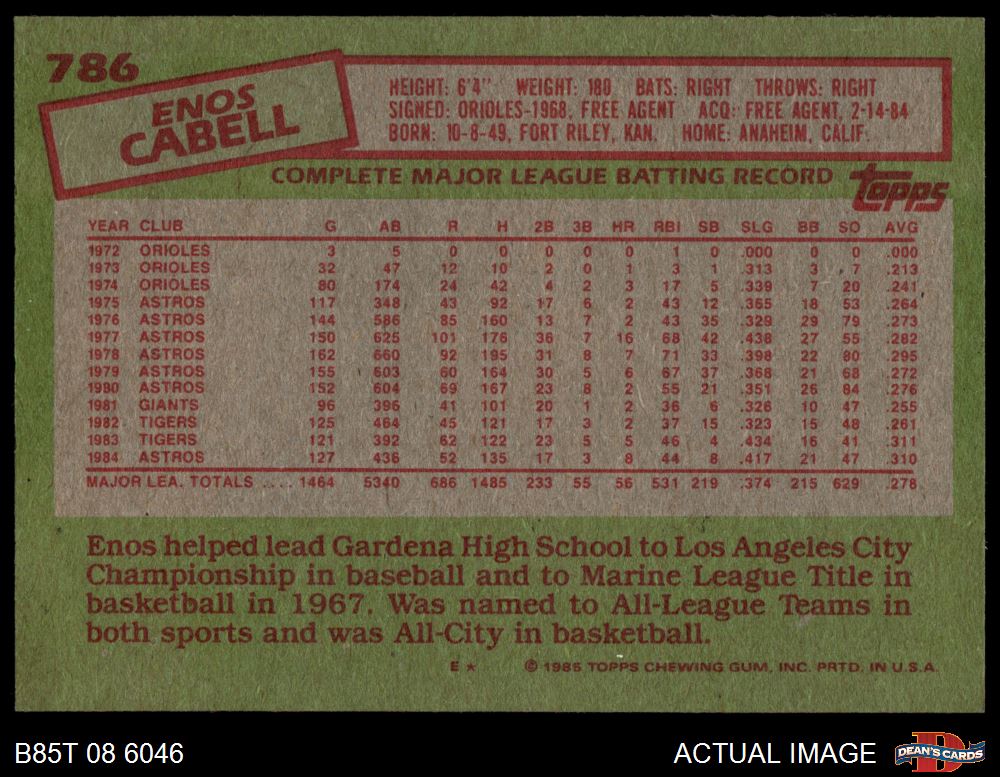 786
ENOS
CABELL
HEIGHT: 6'4" WEIGHT: 180 BATS: RIGHT THROWS: RIGHT
SIGNED: ORIOLES-1968, FREE AGENT ACQ: FREE AGENT, 2-14-84
BORN: 10-8-49, FORT RILEY, KAN. HOME: ANAHEIM, CALIF.
COMPLETE MAJOR LEAGUE BATTING RECORD topps
YEAR CLUB G AB R H 2B 3B HR RBI SB SLG BB SO AVG
1972 ORIOLES 3 5 0 0 0 0 0 1 0 .000 0 0 .000
1973 ORIOLES 32 47 12 10 2 0 1 3 1 .313 3 7 .213
1974 ORIOLES 80 174 24 42 4 2 3 17 5 .339 7 20 .241
1975 ASTROS 117 348 43 92 17 6 2 43 12 .365 18 53 .264
1976 ASTROS 144 586 85 160 13 7 2 43 35 .329 29 79 .273
1977 ASTROS 150 625 101 176 36 7 16 68 42 .438 27 55 .282
1978 ASTROS 162 660 92 195 31 8 7 71 33 .398 22 80 .295
1979 ASTROS 155 603 60 164 30 5 6 67 37 .368 21 68 .272
1980 ASTROS 152 604 69 167 23 8 2 55 21 .351 26 84 .276
1981 GIANTS 96 396 41 101 20 1 2 36 6 .326 10 47 .255
1982 TIGERS 125 464 45 121 17 3 2 37 15 .323 15 48 .261
1983 TIGERS 121 392 62 122 23 5 5 46 4 .434 16 41 .311
1984 ASTROS 127 436 52 135 17 3 8 44 8 .417 21 47 .310
MAJOR LEA. TOTALS .... 1464 5340 686 1485 233 55 56 531 219 .374 215 629 .278
Enos helped lead Gardena High School to Los Angeles City
Championship in baseball and to Marine League Title in
basketball in 1967. Was named to All-League Teams in
both sports and was All-City in basketball.
E * © 1985 TOPPS CHEWING GUM, INC. PRTD. IN U.S.A.
B85T 08 6046 ACTUAL IMAGE DEAN'S CARDS